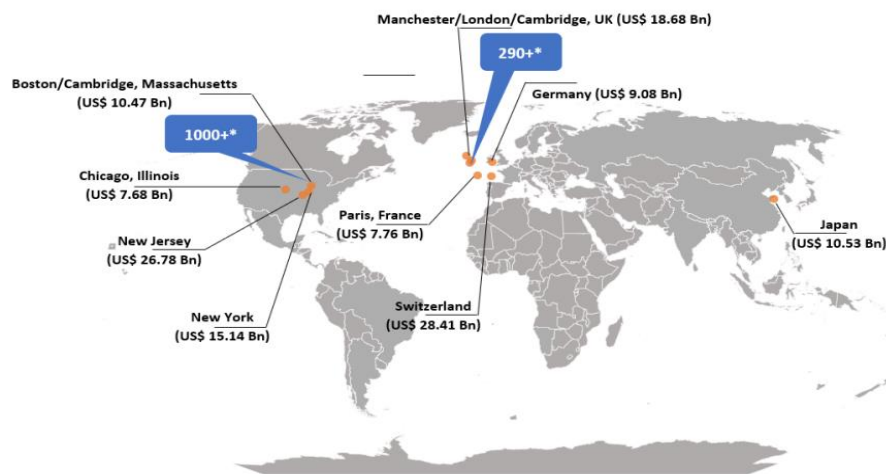 Manchester/London/Cambridge, UK (US$ 18.68 Bn)
290+*
Boston/Cambridge, Massachusetts
(US$ 10.47 Bn)
Germany (US$ 9.08 Bn)
1000+*
Chicago, Illinois
(US$ 7.68 Bn)
Paris, France
(US$ 7.76 Bn)
Japan
(US$ 10.53 Bn)
New Jersey
(US$ 26.78 Bn)
New York
(US$ 15.14 Bn)
Switzerland
(US$ 28.41 Bn)